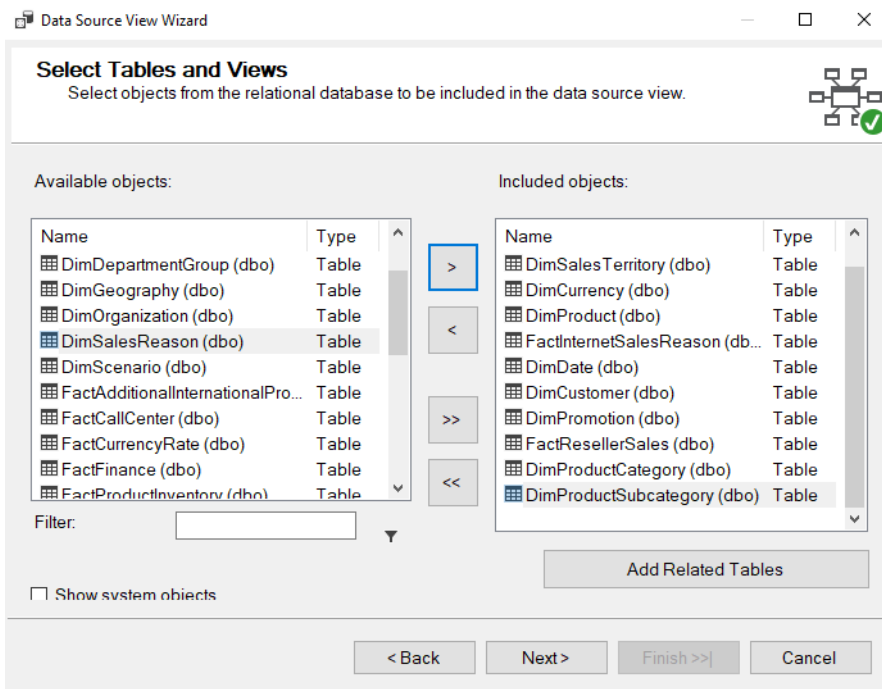 Data Source View Wizard
Select Tables and Views
Select objects from the relational database to be included in the data source view.
Available objects:
Name Type
DimDepartmentGroup (dbo) Table
DimGeography (dbo) Table
DimOrganization (dbo) Table
DimSalesReason (dbo) Table
DimScenario (dbo) Table
FactAdditionalInternationalPro... Table
FactCallCenter (dbo) Table
FactCurrencyRate (dbo) Table
FactFinance (dbo) Table
FactProductInventory (dbo) Table
Filter:
Show system objects
>
<
>>
<<
Included objects:
Name Type
DimSalesTerritory (dbo) Table
DimCurrency (dbo) Table
DimProduct (dbo) Table
FactInternetSalesReason (db... Table
DimDate (dbo) Table
DimCustomer (dbo) Table
DimPromotion (dbo) Table
FactResellerSales (dbo) Table
DimProductCategory (dbo) Table
DimProductSubcategory (dbo) Table
Add Related Tables
< Back Next > Finish >>| Cancel